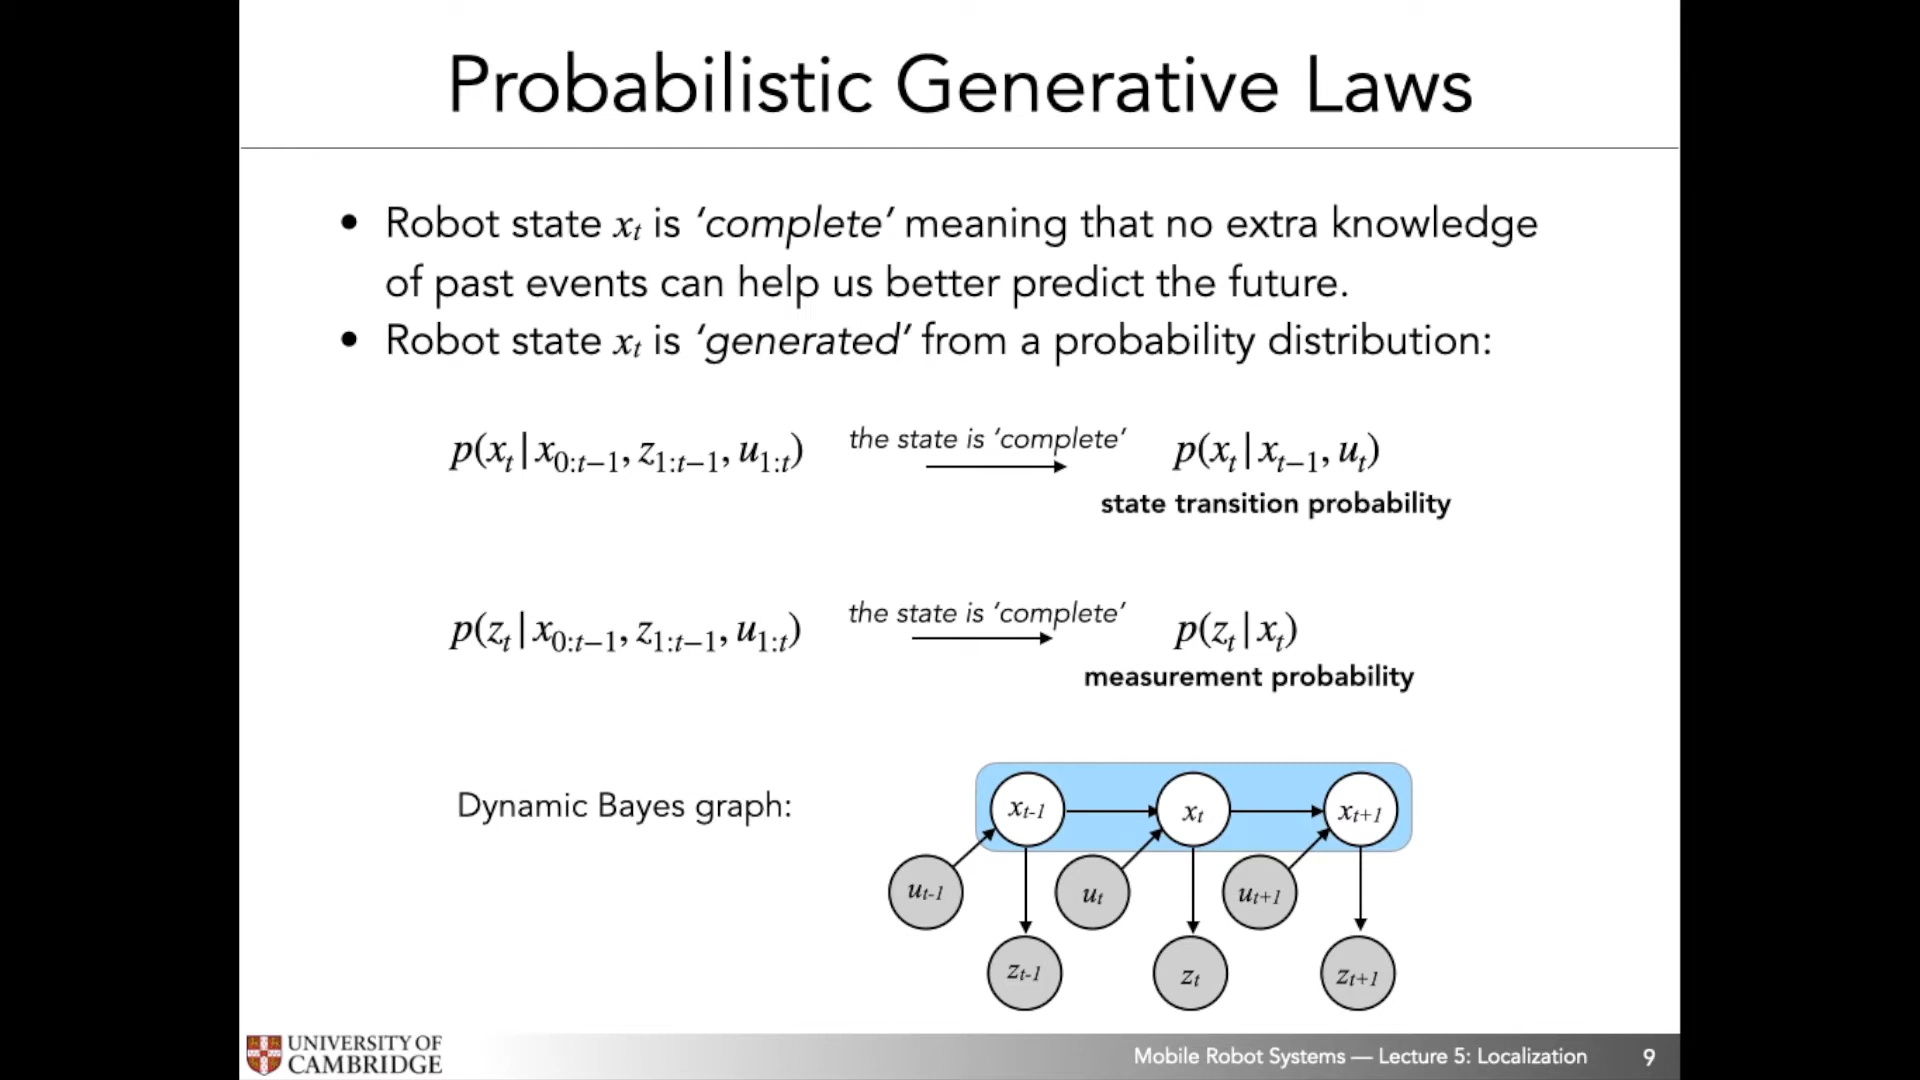 Probabilistic Generative Laws
• Robot state xₜ is ‘complete’ meaning that no extra knowledge
of past events can help us better predict the future.
• Robot state xₜ is ‘generated’ from a probability distribution:
p(xₜ|x₀:ₜ₋₁, z₁:ₜ₋₁, u₁:ₜ) the state is ‘complete’ p(xₜ|xₜ₋₁, uₜ)
state transition probability
p(zₜ|x₀:ₜ₋₁, z₁:ₜ₋₁, u₁:ₜ) the state is ‘complete’ p(zₜ|xₜ)
measurement probability
Dynamic Bayes graph: xₜ₋₁ xₜ xₜ₊₁
uₜ₋₁ uₜ uₜ₊₁
zₜ₋₁ zₜ zₜ₊₁
UNIVERSITY OF
CAMBRIDGE
Mobile Robot Systems — Lecture 5: Localization 9